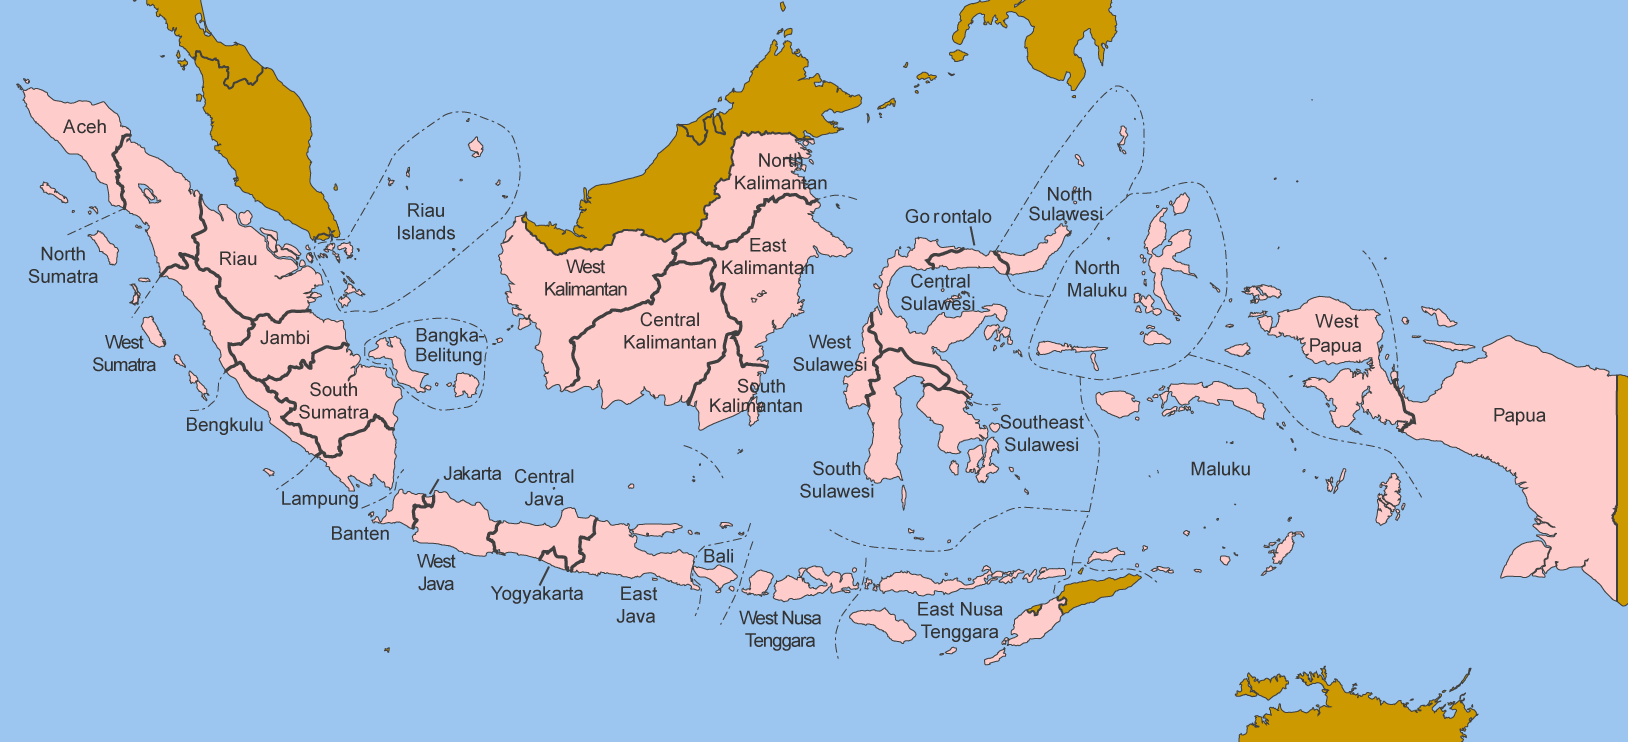 Aceh
North
Sumatra
Riau
Riau
Islands
West
Sumatra
Jambi
Bangka-
Belitung
South
Sumatra
Bengkulu
Lampung
Banten
Jakarta
West
Java
Central
Java
Yogyakarta
East
Java
Bali
West Nusa
Tenggara
East Nusa
Tenggara
North
Kalimantan
West
Kalimantan
East
Kalimantan
Central
Kalimantan
South
Kalimantan
Gorontalo
North
Sulawesi
Central
Sulawesi
West
Sulawesi
South
Sulawesi
Southeast
Sulawesi
North
Maluku
Maluku
West
Papua
Papua